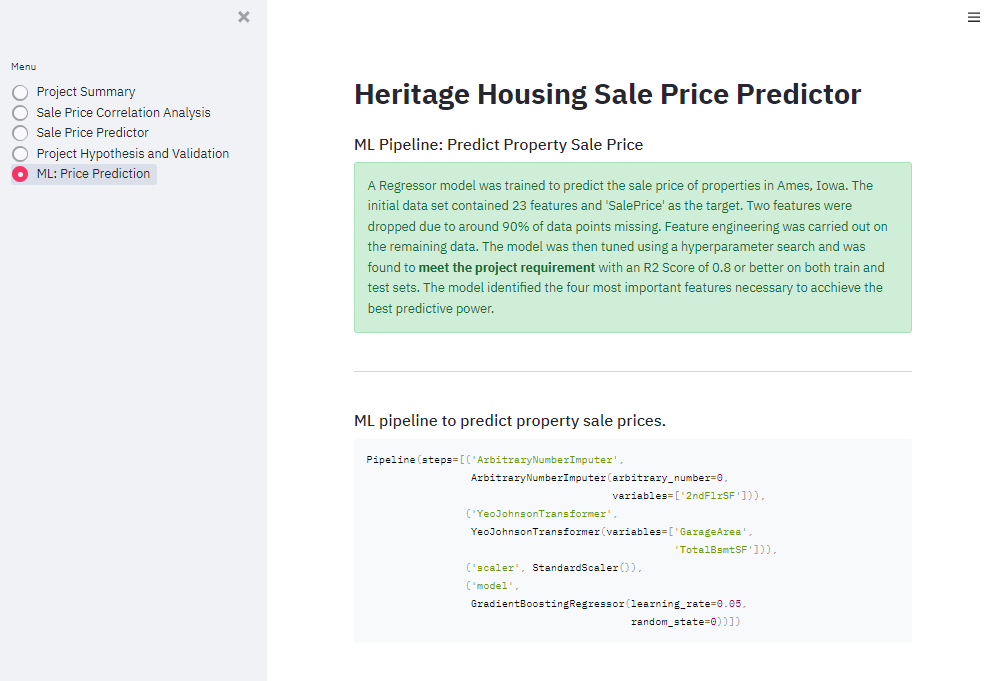 Menu
Project Summary
Sale Price Correlation Analysis
Sale Price Predictor
Project Hypothesis and Validation
ML: Price Prediction
Heritage Housing Sale Price Predictor
ML Pipeline: Predict Property Sale Price
A Regressor model was trained to predict the sale price of properties in Ames, Iowa. The
initial data set contained 23 features and 'SalePrice' as the target. Two features were
dropped due to around 90% of data points missing. Feature engineering was carried out on
the remaining data. The model was then tuned using a hyperparameter search and was
found to meet the project requirement with an R2 Score of 0.8 or better on both train and
test sets. The model identified the four most important features necessary to acchieve the
best predictive power.
ML pipeline to predict property sale prices.
Pipeline(steps=[('ArbitraryNumberImputer',
ArbitraryNumberImputer(arbitrary_number=0,
variables=['2ndFlrSF'])),
('YeoJohnsonTransformer',
YeoJohnsonTransformer(variables=['GarageArea',
'TotalBsmtSF'])),
('scaler', StandardScaler()),
('model',
GradientBoostingRegressor(learning_rate=0.05,
random_state=0))])